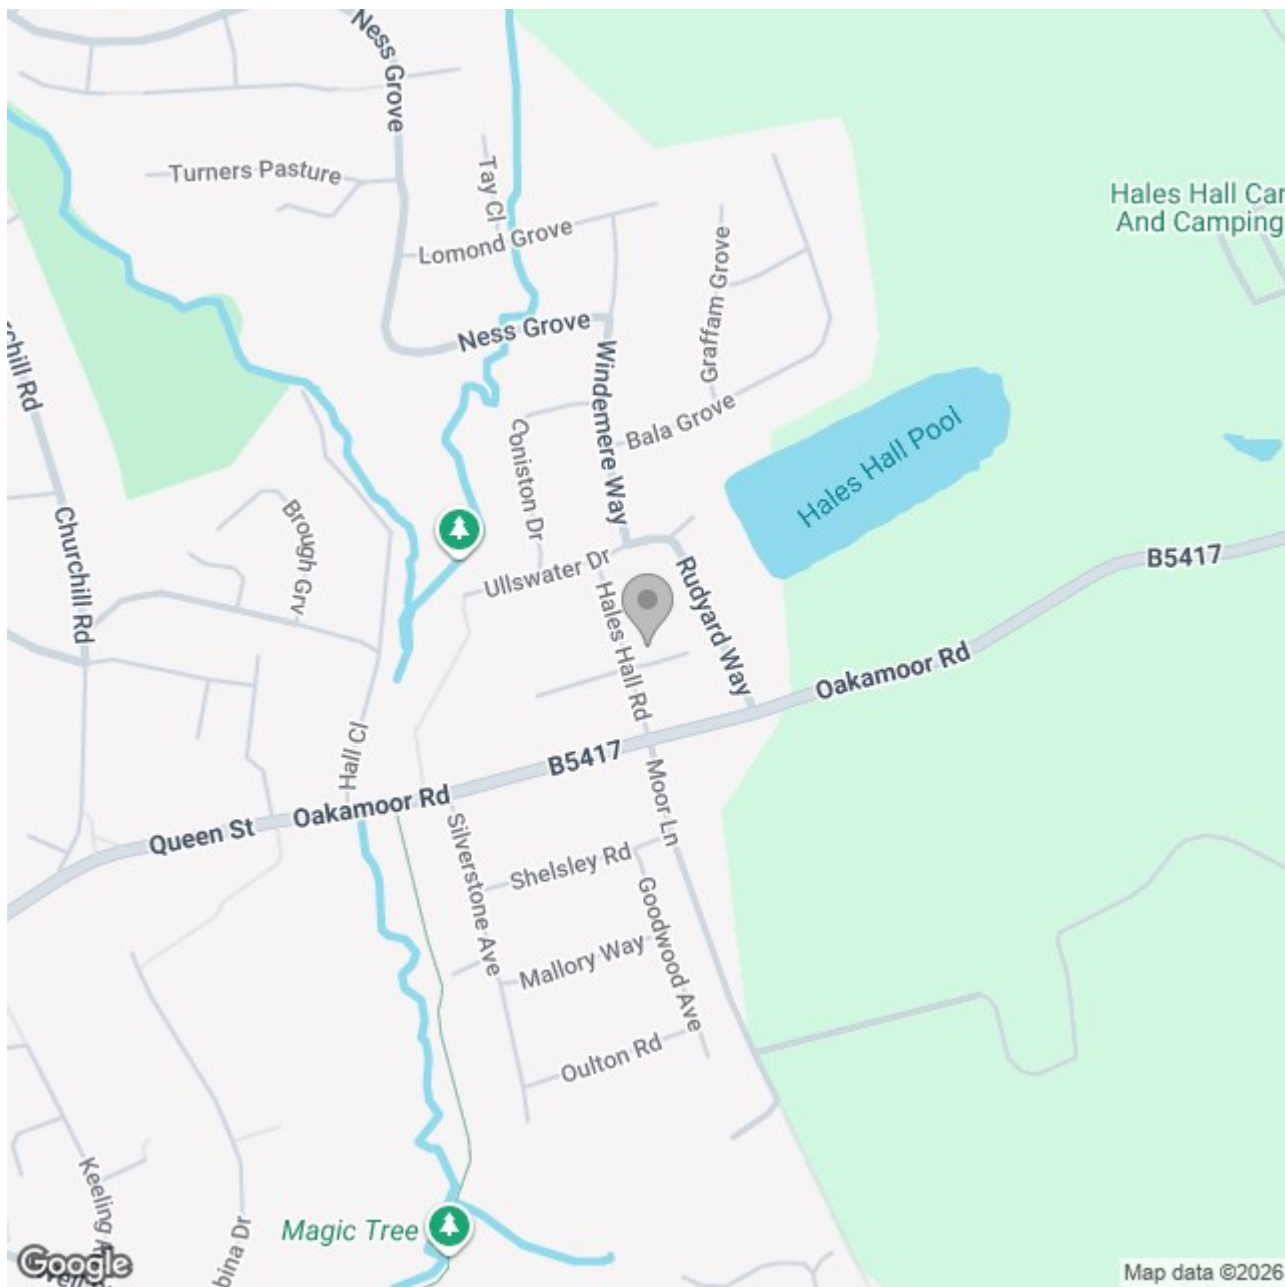 Ness Grove
Turners Pasture
Tay Cl
Lomond Grove
Hales Hall Car
And Camping
Graffam Grove
Ness Grove
Windermere Way
chill Rd
Bala Grove
Coniston Dr
Hales Hall Pool
Churchill Rd
Brough Grv
Ullswater Dr
B5417
Hales Hall Rd
Rudyard Way
Oakamoor Rd
Hall Cl
B5417
Moor Ln
Oakamoor Rd
Queen St
Silverstone Ave
Shelsley Rd
Goodwood Ave
Mallory Way
Oulton Rd
Keeling A
bina Dr
Magic Tree
Google
Map data ©2026